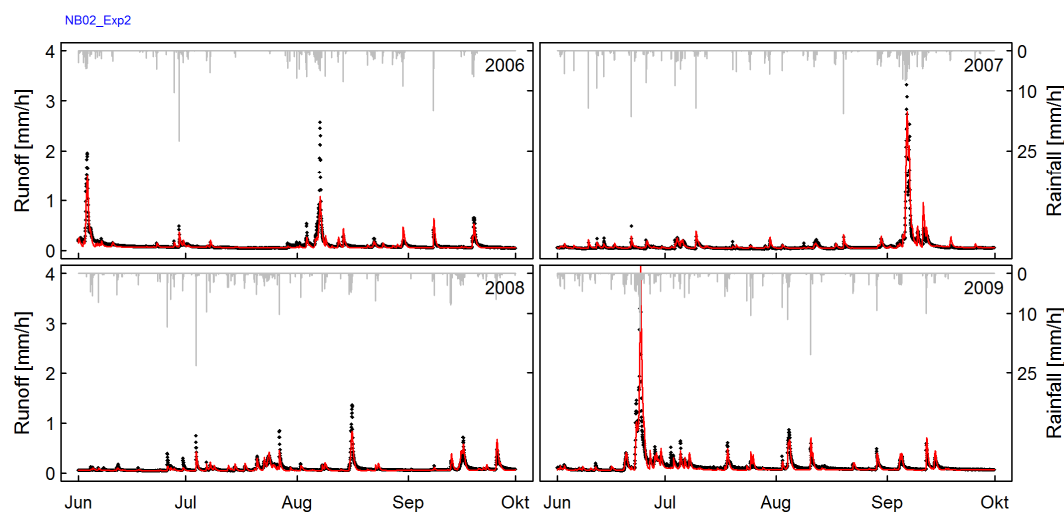 NB02_Exp2
4
3
2
1
0
Runoff [mm/h]
2006
2007
0
10
25
Rainfall [mm/h]
4
3
2
1
0
Runoff [mm/h]
2008
2009
0
10
25
Rainfall [mm/h]
Jun Jul Aug Sep Okt
Jun Jul Aug Sep Okt